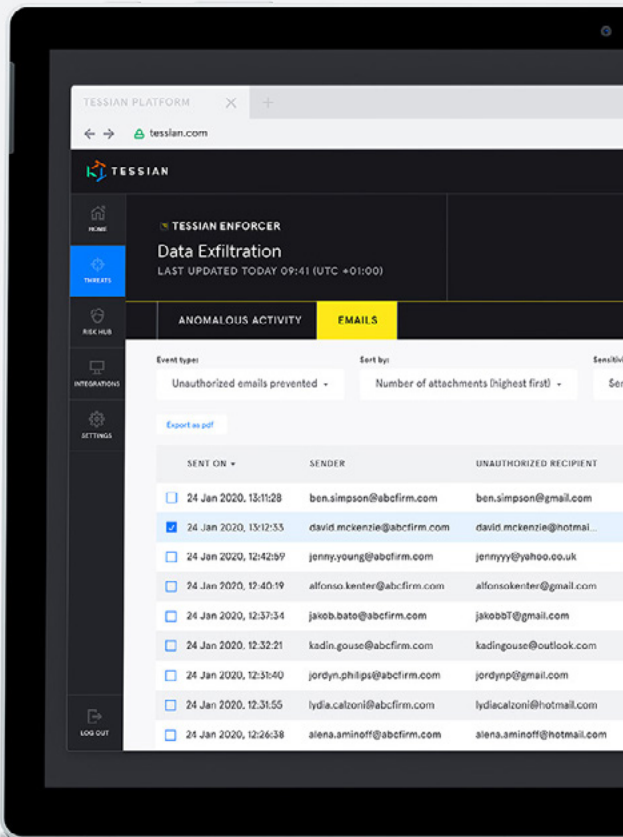 TESSIAN PLATFORM
tessian.com
TESSIAN
HOME
THREATS
RISK HUB
INTEGRATIONS
SETTINGS
LOG OUT
TESSIAN ENFORCER
Data Exfiltration
LAST UPDATED TODAY 09:41 (UTC +01:00)
ANOMALOUS ACTIVITY EMAILS
Event type: Sort by: Sensitivi
Unauthorized emails prevented Number of attachments (highest first) Sen
Export as pdf
SENT ON SENDER UNAUTHORIZED RECIPIENT
24 Jan 2020, 13:11:28 ben.simpson@abcfirm.com ben.simpson@gmail.com
24 Jan 2020, 13:12:33 david.mckenzie@abcfirm.com david.mckenzie@hotmai...
24 Jan 2020, 12:42:59 jenny.young@abcfirm.com jennyyy@yahoo.co.uk
24 Jan 2020, 12:40:19 alfonso.kenter@abcfirm.com alfonsokenter@gmail.com
24 Jan 2020, 12:37:34 jakob.bato@abcfirm.com jakobbT@gmail.com
24 Jan 2020, 12:32:21 kadin.gouse@abcfirm.com kadingouse@outlook.com
24 Jan 2020, 12:31:40 jordyn.philips@abcfirm.com jordynp@gmail.com
24 Jan 2020, 12.31.55 lydia.calzoni@abcfirm.com lydiacalzoni@hotmail.com
24 Jan 2020, 12:26:38 alena.aminoff@abcfirm.com alena.aminoff@hotmail.com